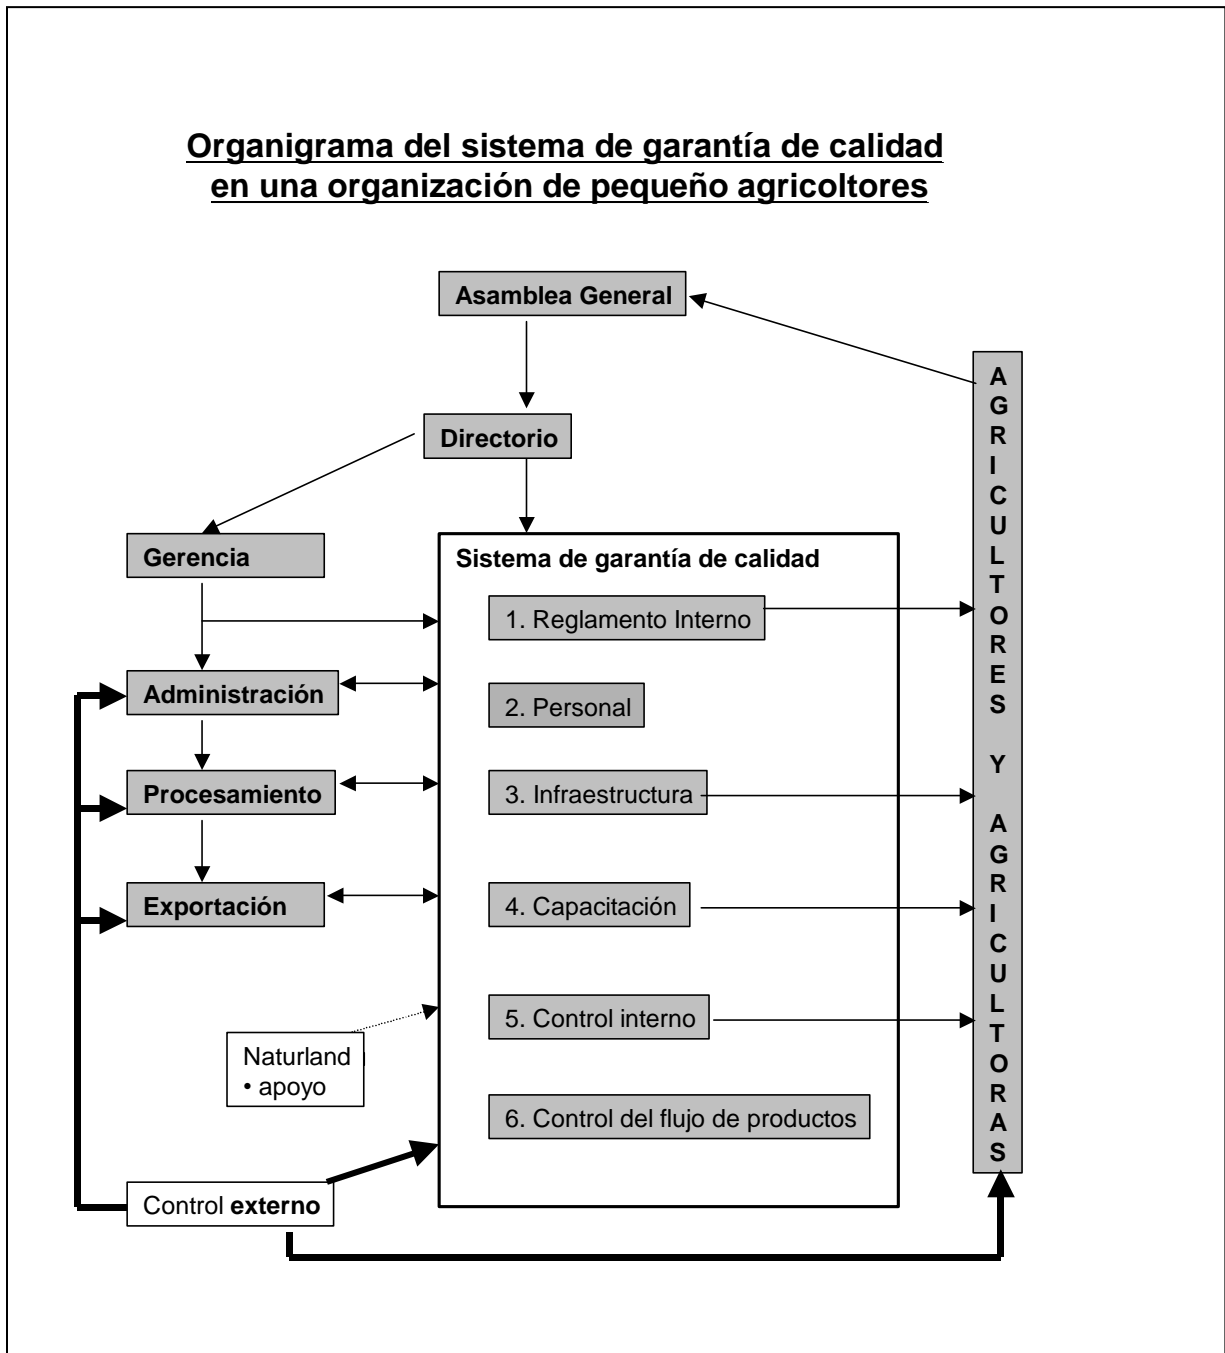 Organigrama del sistema de garantía de calidad
en una organización de pequeño agricoltores
Asamblea General
Directorio
Gerencia
Sistema de garantía de calidad
1. Reglamento Interno
Administración
2. Personal
Procesamiento
3. Infraestructura
Exportación
4. Capacitación
5. Control interno
Naturland
• apoyo
6. Control del flujo de productos
Control externo
AGRICULTORES Y AGRICULTORAS